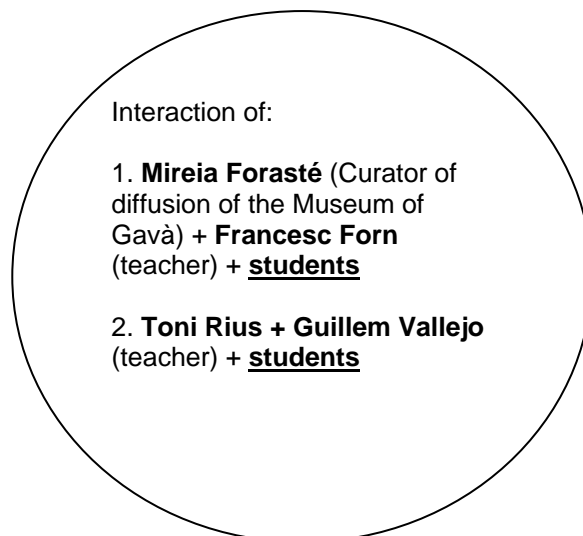 Interaction of:
1. Mireia Forasté (Curator of
diffusion of the Museum of
Gavà) + Francesc Forn
(teacher) + students
2. Toni Rius + Guillem Vallejo
(teacher) + students